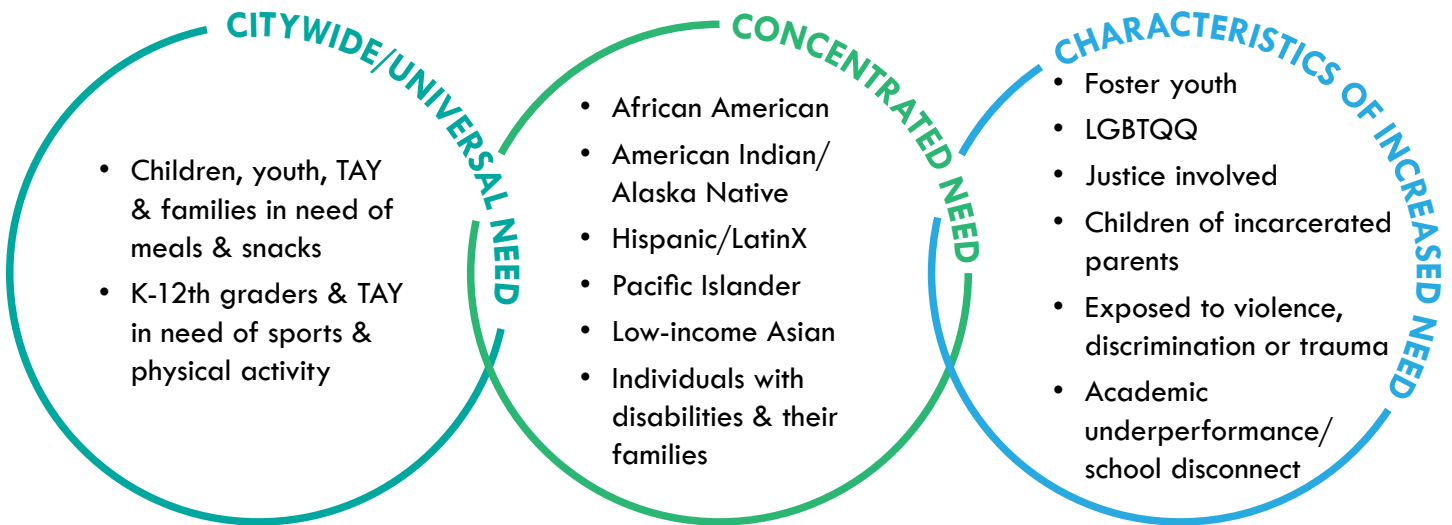 CITYWIDE/UNIVERSAL NEED
• Children, youth, TAY
& families in need of
meals & snacks
• K-12th graders & TAY
in need of sports &
physical activity
CONCENTRATED NEED
• African American
• American Indian/
Alaska Native
• Hispanic/LatinX
• Pacific Islander
• Low-income Asian
• Individuals with
disabilities & their
families
CHARACTERISTICS OF INCREASED NEED
• Foster youth
• LGBTQQ
• Justice involved
• Children of incarcerated
parents
• Exposed to violence,
discrimination or trauma
• Academic
underperformance/
school disconnect